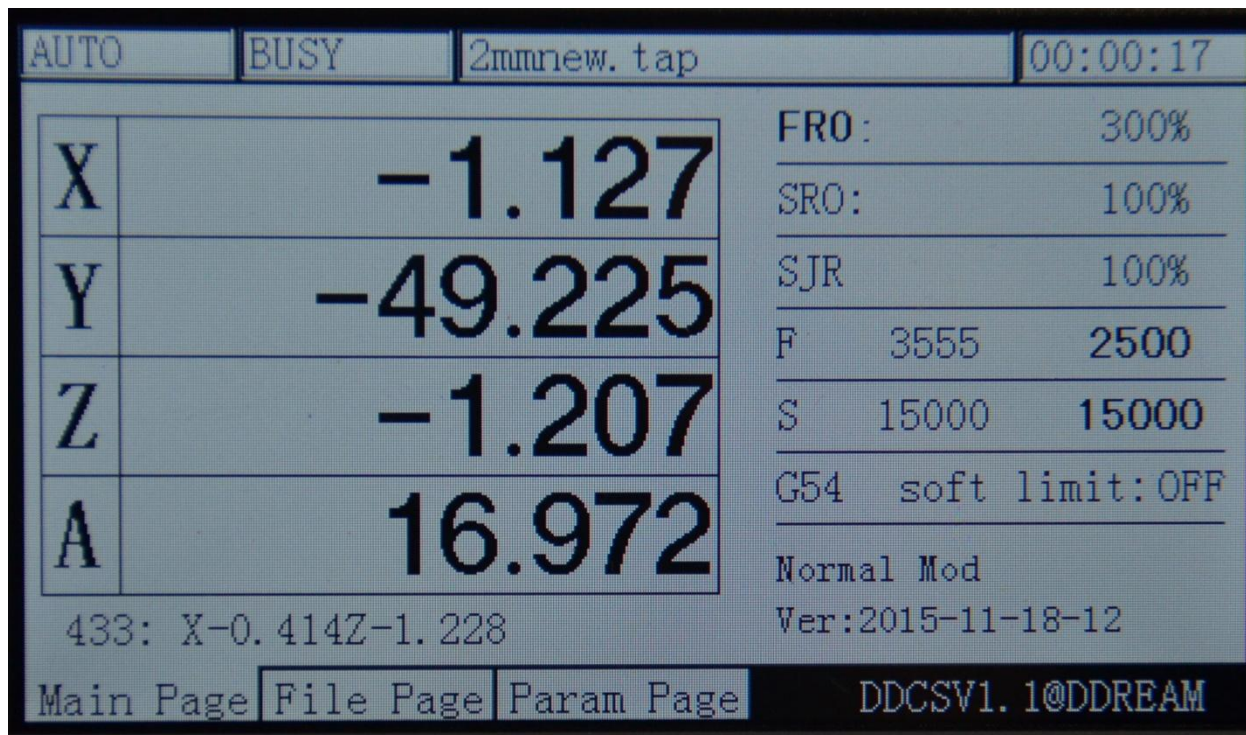 AUTO BUSY 2mmnew.tap 00:00:17
X -1.127
Y -49.225
Z -1.207
A 16.972
433: X-0.414Z-1.228
FRO: 300%
SRO: 100%
SJR 100%
F 3555 2500
S 15000 15000
G54 soft limit:OFF
Normal Mod
Ver:2015-11-18-12
Main Page File Page Param Page DDCSV1.1@DDREAM